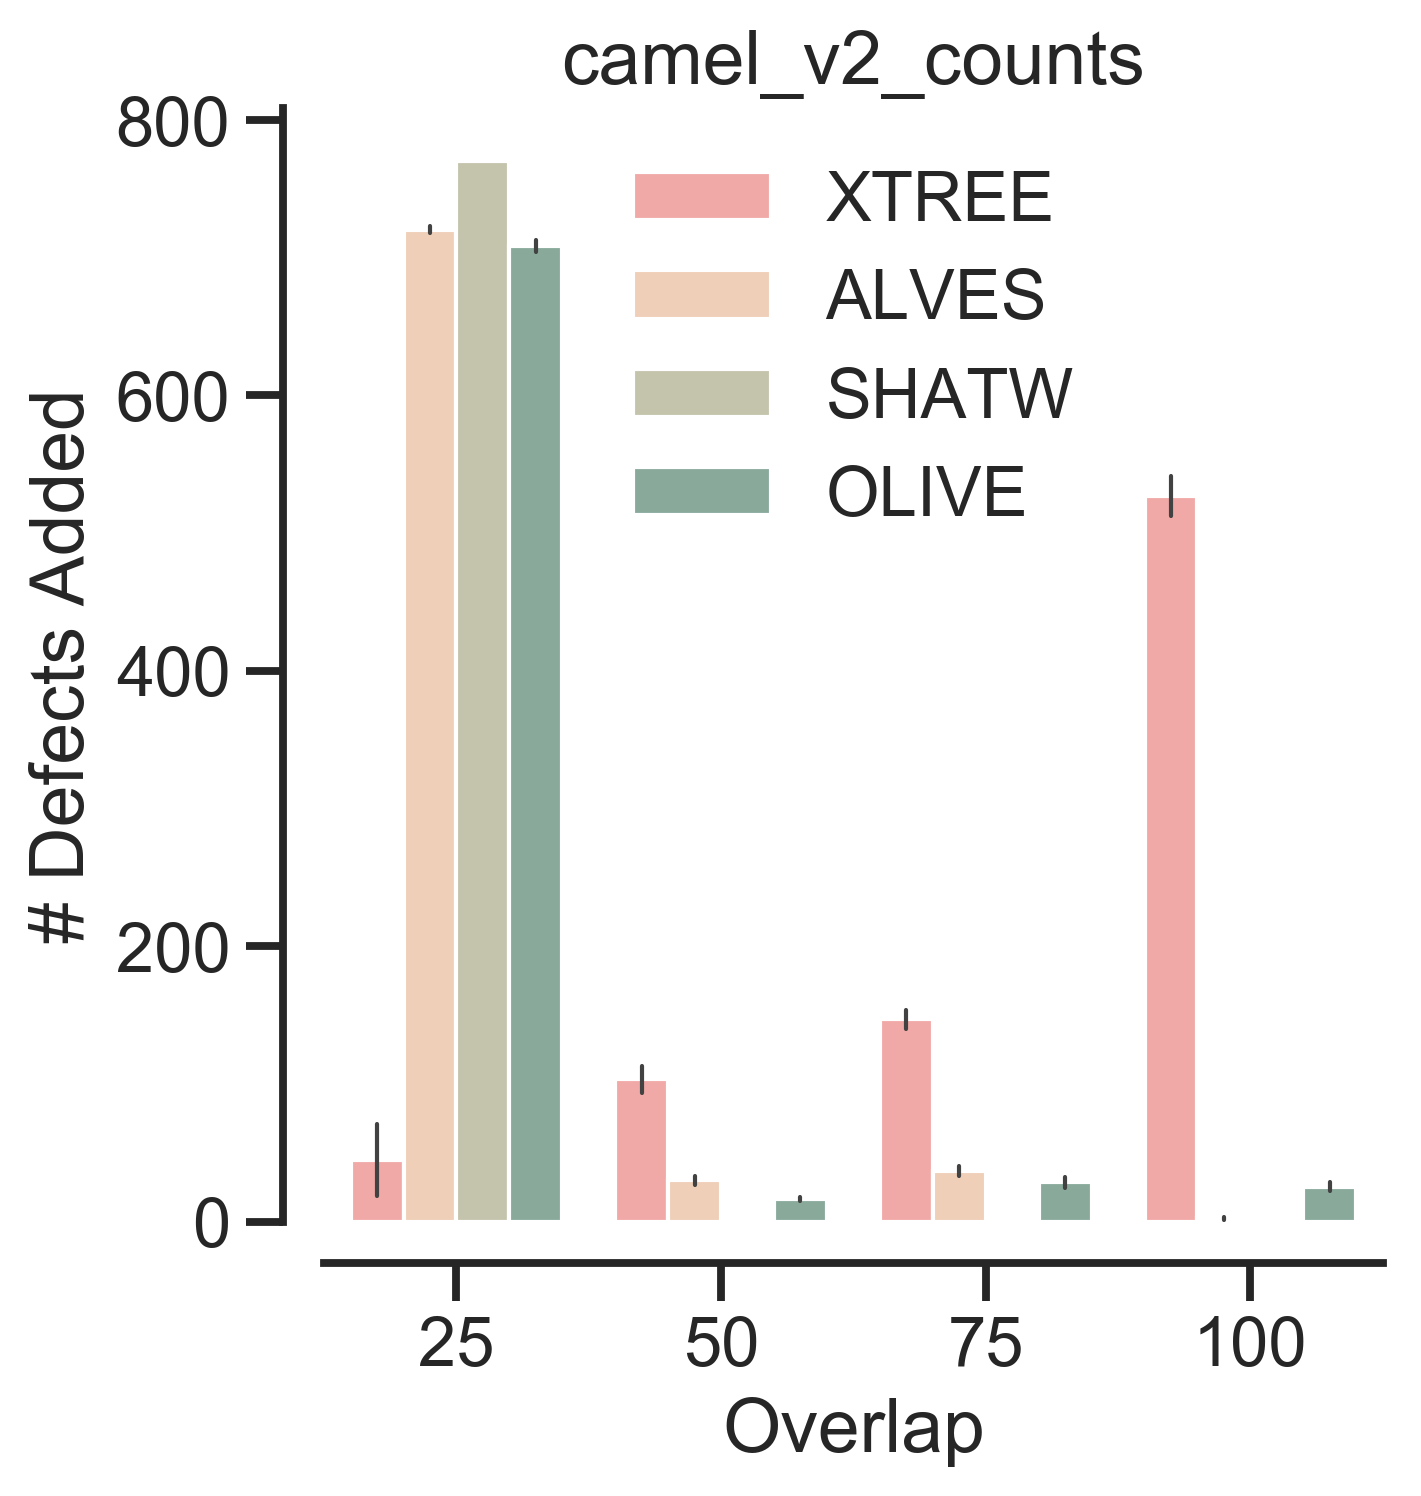 camel_v2_counts
800
600
400
200
0
# Defects Added
XTREE
ALVES
SHATW
OLIVE
25 50 75 100
Overlap